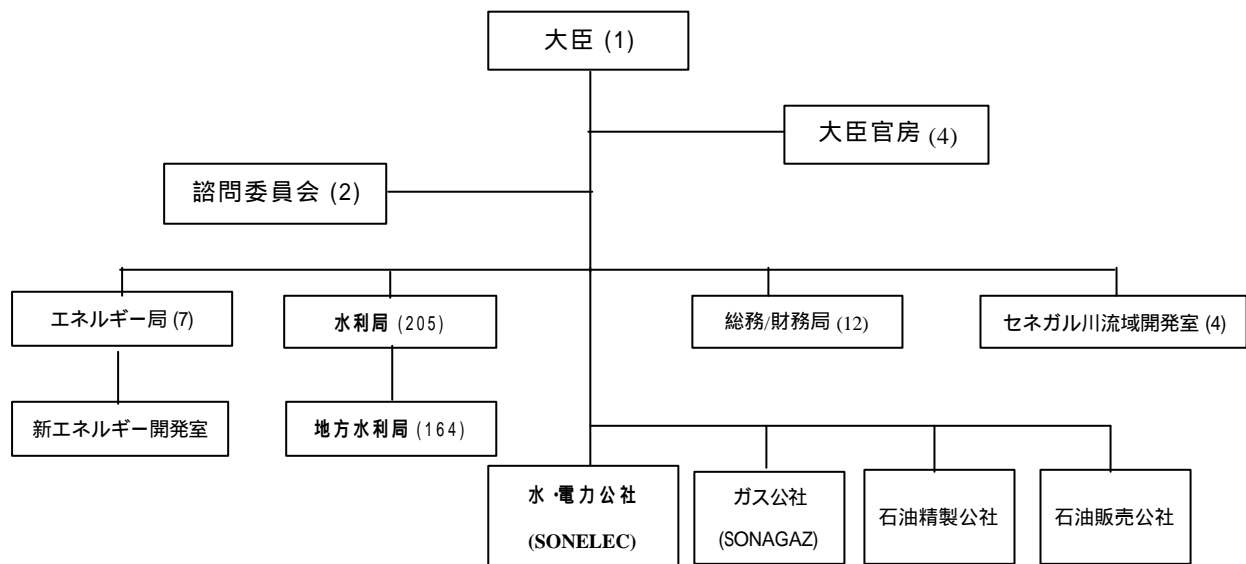 大臣 (1)
大臣官房 (4)
諮問委員会 (2)
エネルギー局 (7)
水利局 (205)
総務/財務局 (12)
セネガル川流域開発室 (4)
新エネルギー開発室
地方水利局 (164)
水・電力公社
(SONELEC)
ガス公社
(SONAGAZ)
石油精製公社
石油販売公社